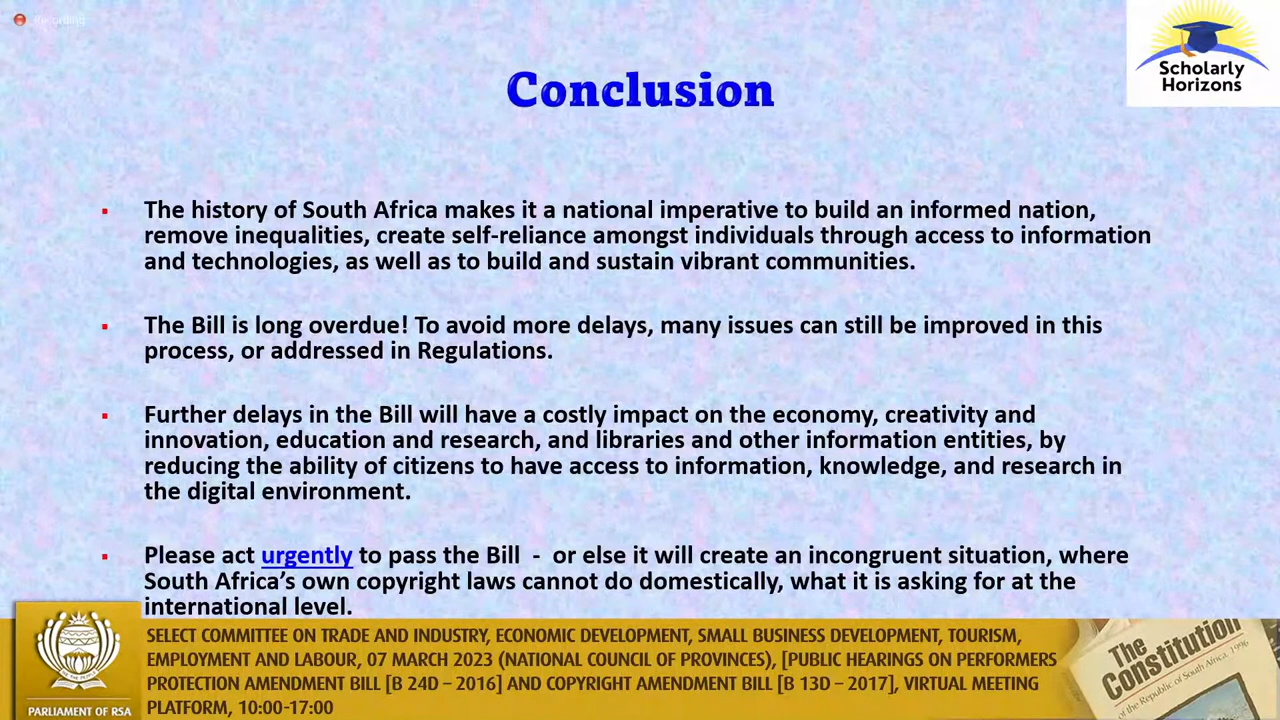 Recording
Scholarly
Horizons
Conclusion
The history of South Africa makes it a national imperative to build an informed nation,
remove inequalities, create self-reliance amongst individuals through access to information
and technologies, as well as to build and sustain vibrant communities.
The Bill is long overdue! To avoid more delays, many issues can still be improved in this
process, or addressed in Regulations.
Further delays in the Bill will have a costly impact on the economy, creativity and
innovation, education and research, and libraries and other information entities, by
reducing the ability of citizens to have access to information, knowledge, and research in
the digital environment.
Please act urgently to pass the Bill - or else it will create an incongruent situation, where
South Africa's own copyright laws cannot do domestically, what it is asking for at the
international level.
SELECT COMMITTEE ON TRADE AND INDUSTRY, ECONOMIC DEVELOPMENT, SMALL BUSINESS DEVELOPMENT, TOURISM,
EMPLOYMENT AND LABOUR, 07 MARCH 2023 (NATIONAL COUNCIL OF PROVINCES), [PUBLIC HEARINGS ON PERFORMERS
PROTECTION AMENDMENT BILL [B 24D – 2016] AND COPYRIGHT AMENDMENT BILL [B 13D – 2017], VIRTUAL MEETING
PLATFORM, 10:00-17:00
PARLIAMENT OF RSA
The
Constitution
of the Republic of South Africa, 1996